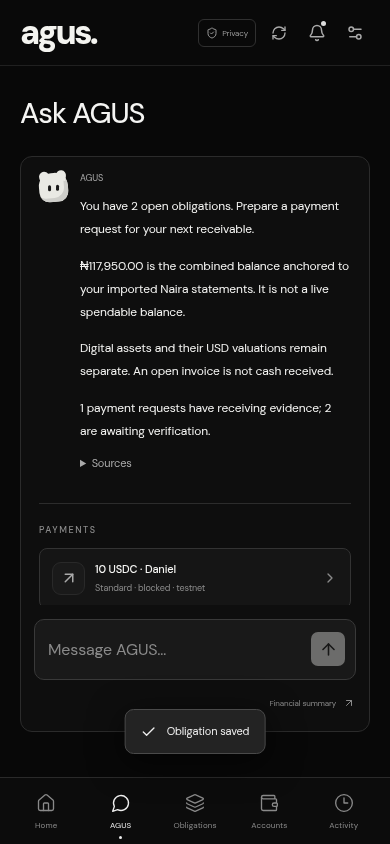 agus.
Privacy
Ask AGUS
AGUS
You have 2 open obligations. Prepare a payment
request for your next receivable.
₦117,950.00 is the combined balance anchored to
your imported Naira statements. It is not a live
spendable balance.
Digital assets and their USD valuations remain
separate. An open invoice is not cash received.
1 payment requests have receiving evidence; 2
are awaiting verification.
Sources
PAYMENTS
10 USDC · Daniel
Standard · blocked · testnet
Message AGUS...
Financial summary
Obligation saved
Home
AGUS
Obligations
Accounts
Activity